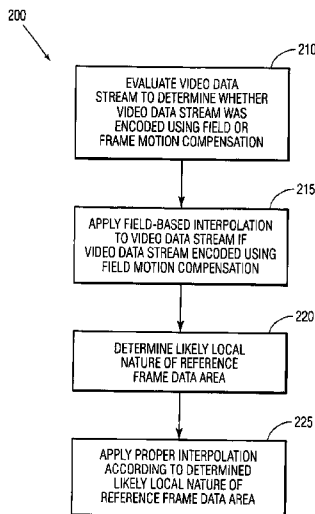 200
210
EVALUATE VIDEO DATA
STREAM TO DETERMINE WHETHER
VIDEO DATA STREAM WAS
ENCODED USING FIELD OR
FRAME MOTION COMPENSATION
215
APPLY FIELD-BASED INTERPOLATION
TO VIDEO DATA STREAM IF
VIDEO DATA STREAM ENCODED USING
FIELD MOTION COMPENSATION
220
DETERMINE LIKELY LOCAL
NATURE OF REFERENCE
FRAME DATA AREA
225
APPLY PROPER INTERPOLATION
ACCORDING TO DETERMINED
LIKELY LOCAL NATURE OF
REFERENCE FRAME DATA AREA